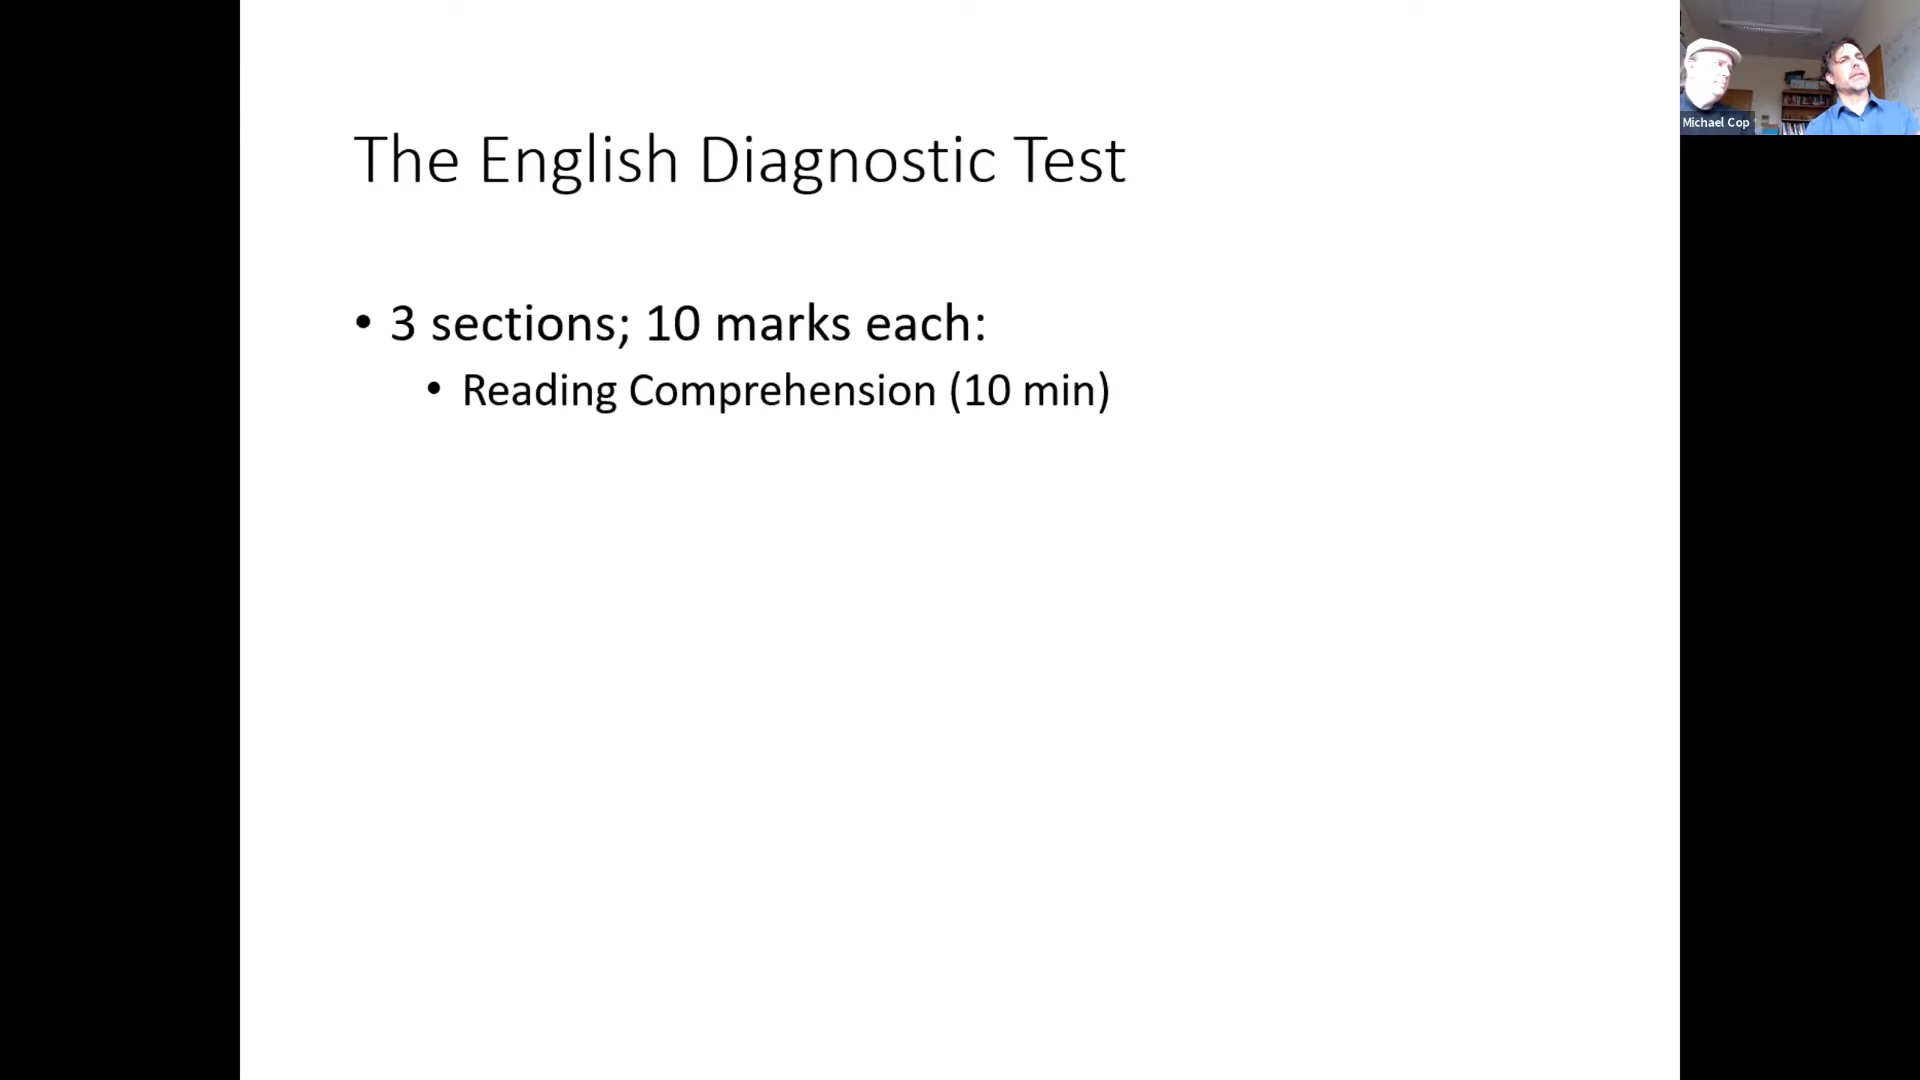 The English Diagnostic Test
• 3 sections; 10 marks each:
• Reading Comprehension (10 min)
Michael Cop